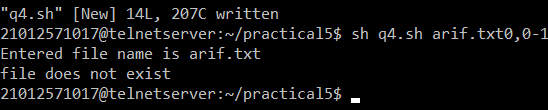 "q4.sh" [New] 14L, 207C written
21012571017@telnetserver:~/practical5$ sh q4.sh arif.txt0,0-1
Entered file name is arif.txt
file does not exist
21012571017@telnetserver:~/practical5$